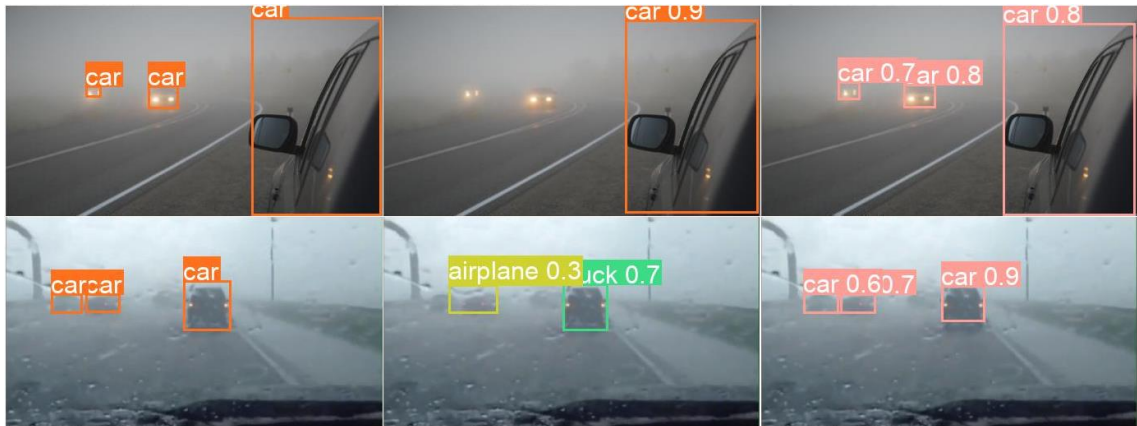 car
car 0.9
car 0.8
car
car
car 0.7
ar 0.8
car
car
car
airplane 0.3
uck 0.7
car 0.6
0.7
car 0.9